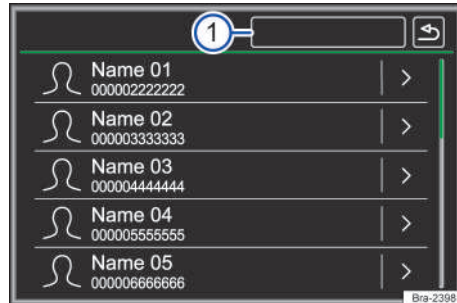 1
Name 01
000002222222
Name 02
000003333333
Name 03
000004444444
Name 04
000005555555
Name 05
000006666666
Bra-2398